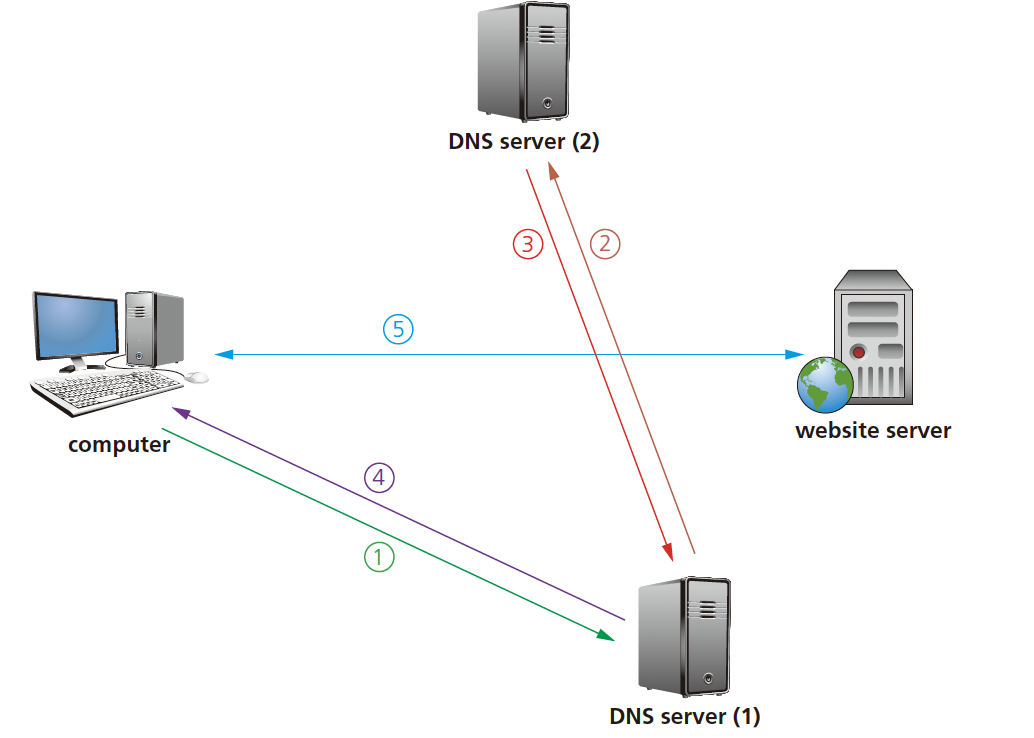 DNS server (2)
3
2
5
computer
website server
4
1
DNS server (1)